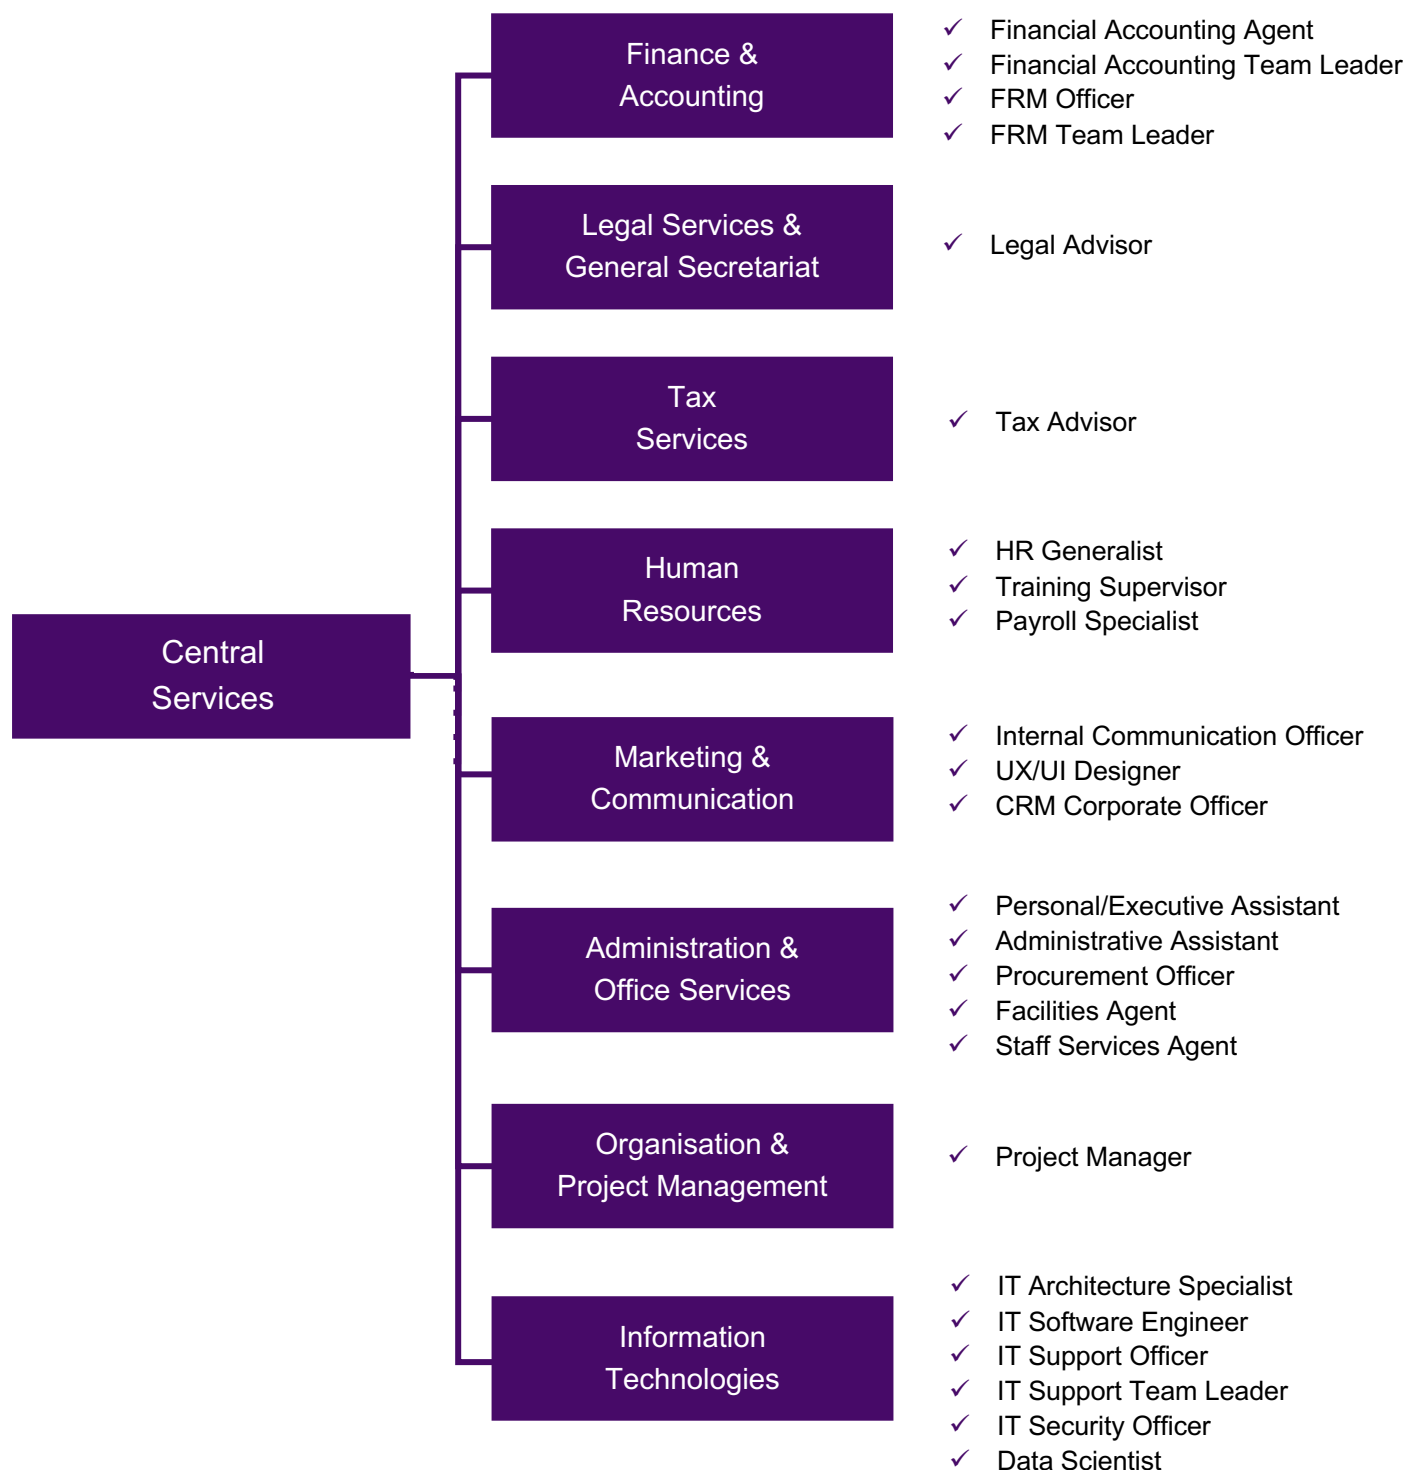 Central
Services
Finance &
Accounting
✓ Financial Accounting Agent
✓ Financial Accounting Team Leader
✓ FRM Officer
✓ FRM Team Leader
Legal Services &
General Secretariat
✓ Legal Advisor
Tax
Services
✓ Tax Advisor
Human
Resources
✓ HR Generalist
✓ Training Supervisor
✓ Payroll Specialist
Marketing &
Communication
✓ Internal Communication Officer
✓ UX/UI Designer
✓ CRM Corporate Officer
Administration &
Office Services
✓ Personal/Executive Assistant
✓ Administrative Assistant
✓ Procurement Officer
✓ Facilities Agent
✓ Staff Services Agent
Organisation &
Project Management
✓ Project Manager
Information
Technologies
✓ IT Architecture Specialist
✓ IT Software Engineer
✓ IT Support Officer
✓ IT Support Team Leader
✓ IT Security Officer
✓ Data Scientist